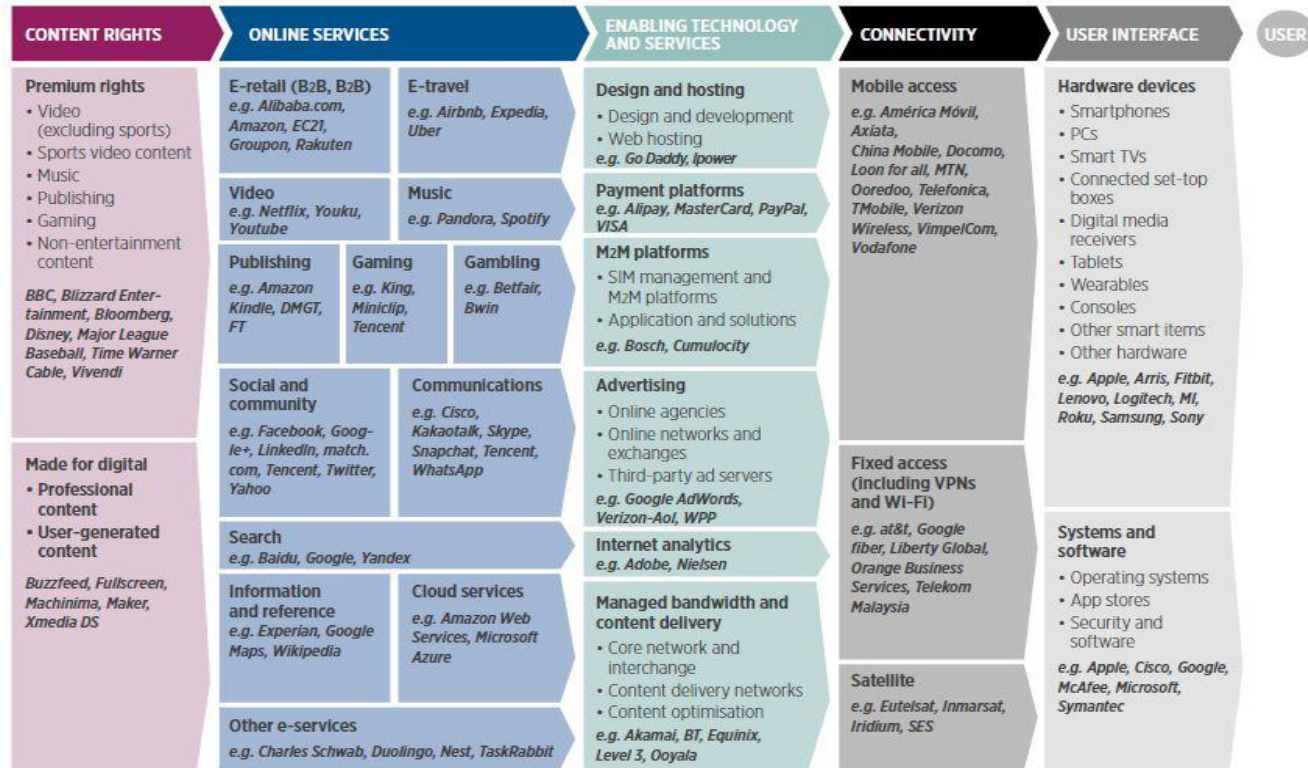 CONTENT RIGHTS
ONLINE SERVICES
ENABLING TECHNOLOGY
AND SERVICES
CONNECTIVITY
USER INTERFACE
USER
Premium rights
• Video
(excluding sports)
• Sports video content
• Music
• Publishing
• Gaming
• Non-entertainment
content
BBC, Blizzard Enter-
tainment, Bloomberg,
Disney, Major League
Baseball, Time Warner
Cable, Vivendi
Made for digital
• Professional
content
• User-generated
content
Buzzfeed, Fullscreen,
Machinima, Maker,
Xmedia DS
E-retail (B2B, B2B)
e.g. Alibaba.com,
Amazon, EC21,
Groupon, Rakuten
E-travel
e.g. Airbnb, Expedia,
Uber
Video
e.g. Netflix, Youku,
Youtube
Music
e.g. Pandora, Spotify
Publishing
e.g. Amazon
Kindle, DMGT,
FT
Gaming
e.g. King,
Miniclip,
Tencent
Gambling
e.g. Betfair,
Bwin
Social and
community
e.g. Facebook, Goog-
le+, LinkedIn, match.
com, Tencent, Twitter,
Yahoo
Communications
e.g. Cisco,
Kakaotalk, Skype,
Snapchat, Tencent,
WhatsApp
Search
e.g. Baidu, Google, Yandex
Information
and reference
e.g. Experian, Google
Maps, Wikipedia
Cloud services
e.g. Amazon Web
Services, Microsoft
Azure
Other e-services
e.g. Charles Schwab, Duolingo, Nest, TaskRabbit
Design and hosting
• Design and development
• Web hosting
e.g. Go Daddy, Ipower
Payment platforms
e.g. Alipay, MasterCard, PayPal,
VISA
M2M platforms
• SIM management and
M2M platforms
• Application and solutions
e.g. Bosch, Cumulocity
Advertising
• Online agencies
• Online networks and
exchanges
• Third-party ad servers
e.g. Google AdWords,
Verizon-Aol, WPP
Internet analytics
e.g. Adobe, Nielsen
Managed bandwidth and
content delivery
• Core network and
interchange
• Content delivery networks
• Content optimisation
e.g. Akamai, BT, Equinix,
Level 3, Ooyala
Mobile access
e.g. América Móvil,
Axiata,
China Mobile, Docomo,
Loon for all, MTN,
Ooredoo, Telefonica,
TMobile, Verizon
Wireless, VimpelCom,
Vodafone
Fixed access
(including VPNs
and Wi-Fi)
e.g. at&t, Google
fiber, Liberty Global,
Orange Business
Services, Telekom
Malaysia
Satellite
e.g. Eutelsat, Inmarsat,
Iridium, SES
Hardware devices
• Smartphones
• PCs
• Smart TVs
• Connected set-top
boxes
• Digital media
receivers
• Tablets
• Wearables
• Consoles
• Other smart items
• Other hardware
e.g. Apple, Arris, Fitbit,
Lenovo, Logitech, MI,
Roku, Samsung, Sony
Systems and
software
• Operating systems
• App stores
• Security and
software
e.g. Apple, Cisco, Google,
McAfee, Microsoft,
Symantec